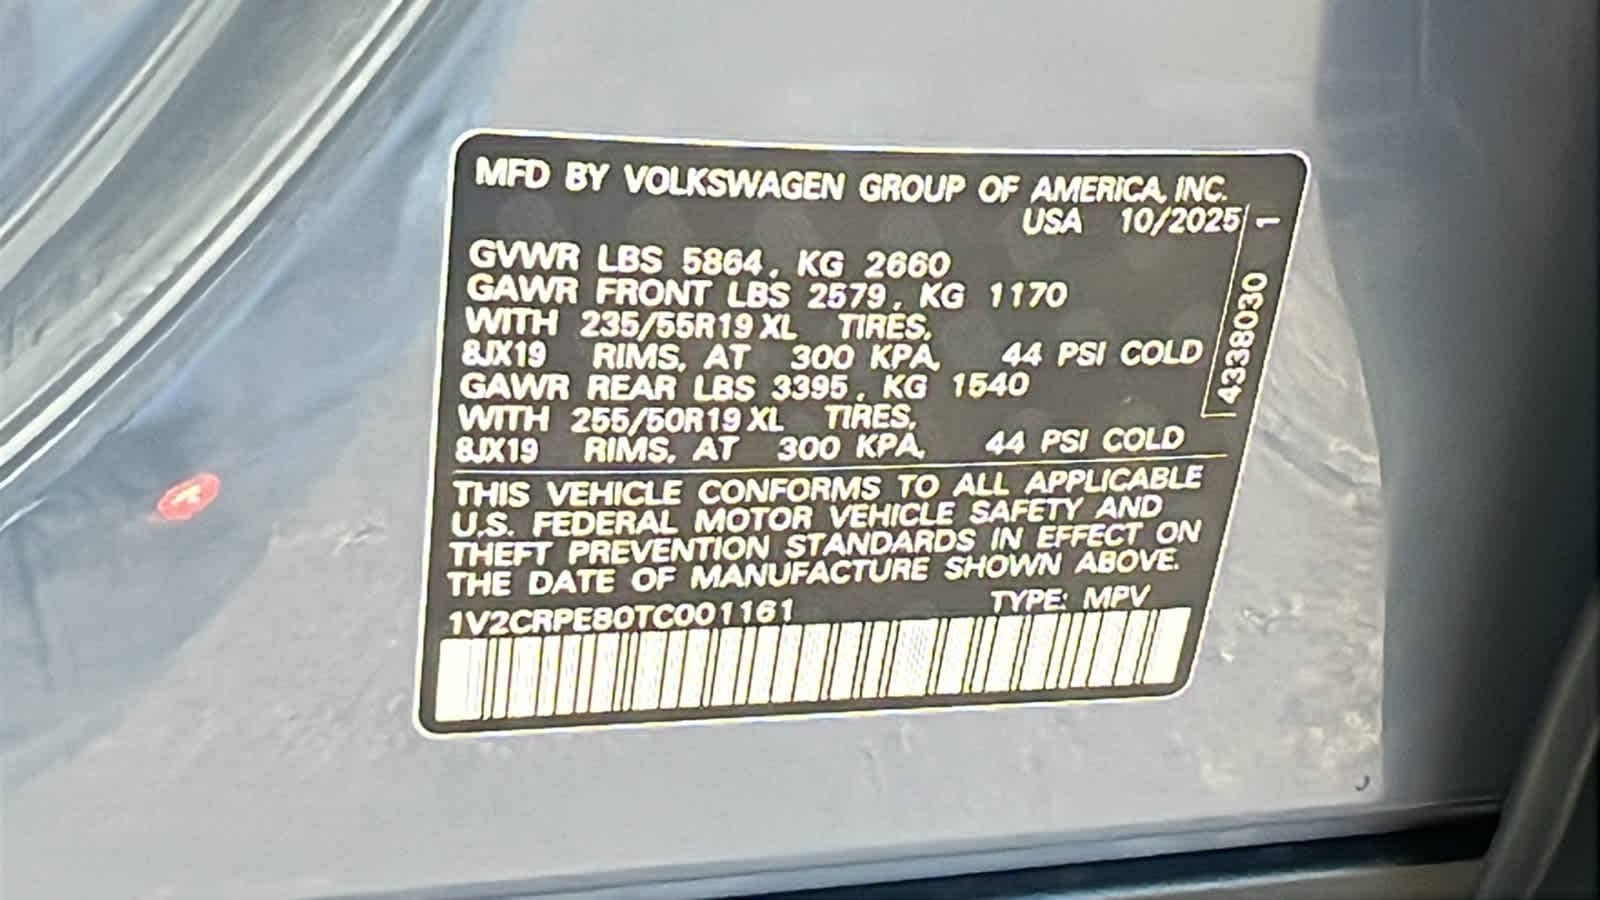 MFD BY VOLKSWAGEN GROUP OF AMERICA, INC.
USA 10/2025
GVWR LBS 5864, KG 2660
GAWR FRONT LBS 2579, KG 1170
WITH 235/55R19 XL TIRES,
8JX19 RIMS, AT 300 KPA, 44 PSI COLD
GAWR REAR LBS 3395, KG 1540
WITH 255/50R19 XL TIRES,
8JX19 RIMS, AT 300 KPA, 44 PSI COLD
4338030 1
THIS VEHICLE CONFORMS TO ALL APPLICABLE
U.S. FEDERAL MOTOR VEHICLE SAFETY AND
THEFT PREVENTION STANDARDS IN EFFECT ON
THE DATE OF MANUFACTURE SHOWN ABOVE.
1V2CRPE80TC001161 TYPE: MPV